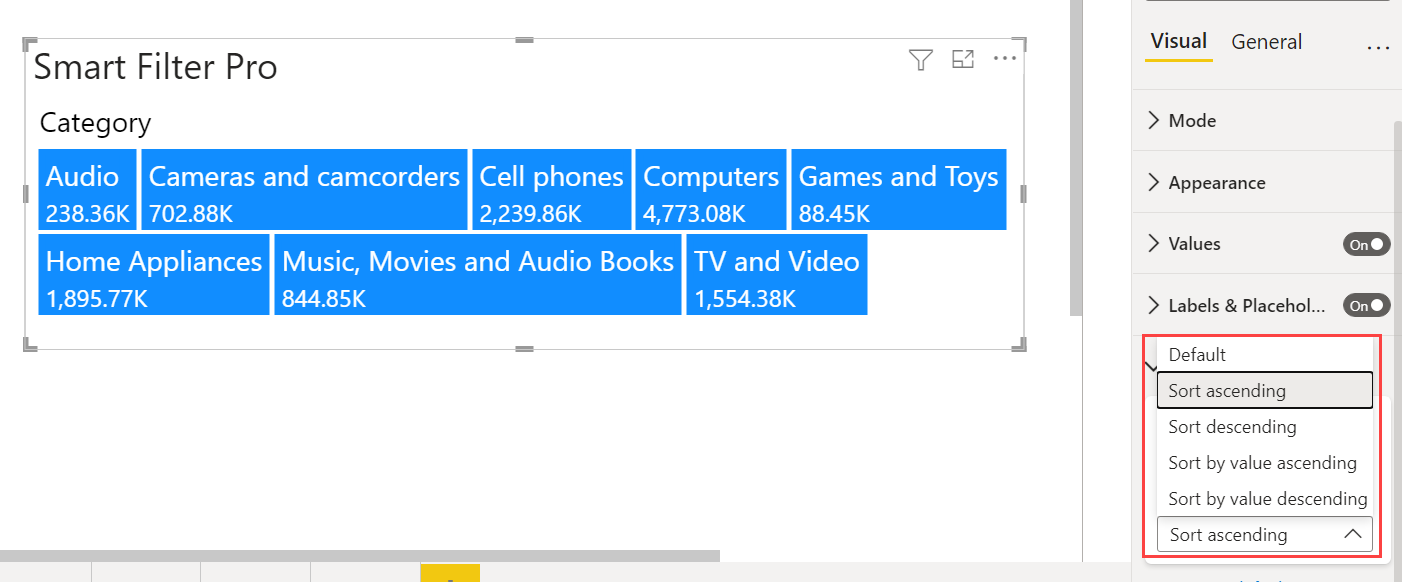 Smart Filter Pro
Category
Audio
238.36K
Cameras and camcorders
702.88K
Cell phones
2,239.86K
Computers
4,773.08K
Games and Toys
88.45K
Home Appliances
1,895.77K
Music, Movies and Audio Books
844.85K
TV and Video
1,554.38K
Visual General ...
Mode
Appearance
Values On
Labels & Placehol... On
Default
Sort ascending
Sort descending
Sort by value ascending
Sort by value descending
Sort ascending